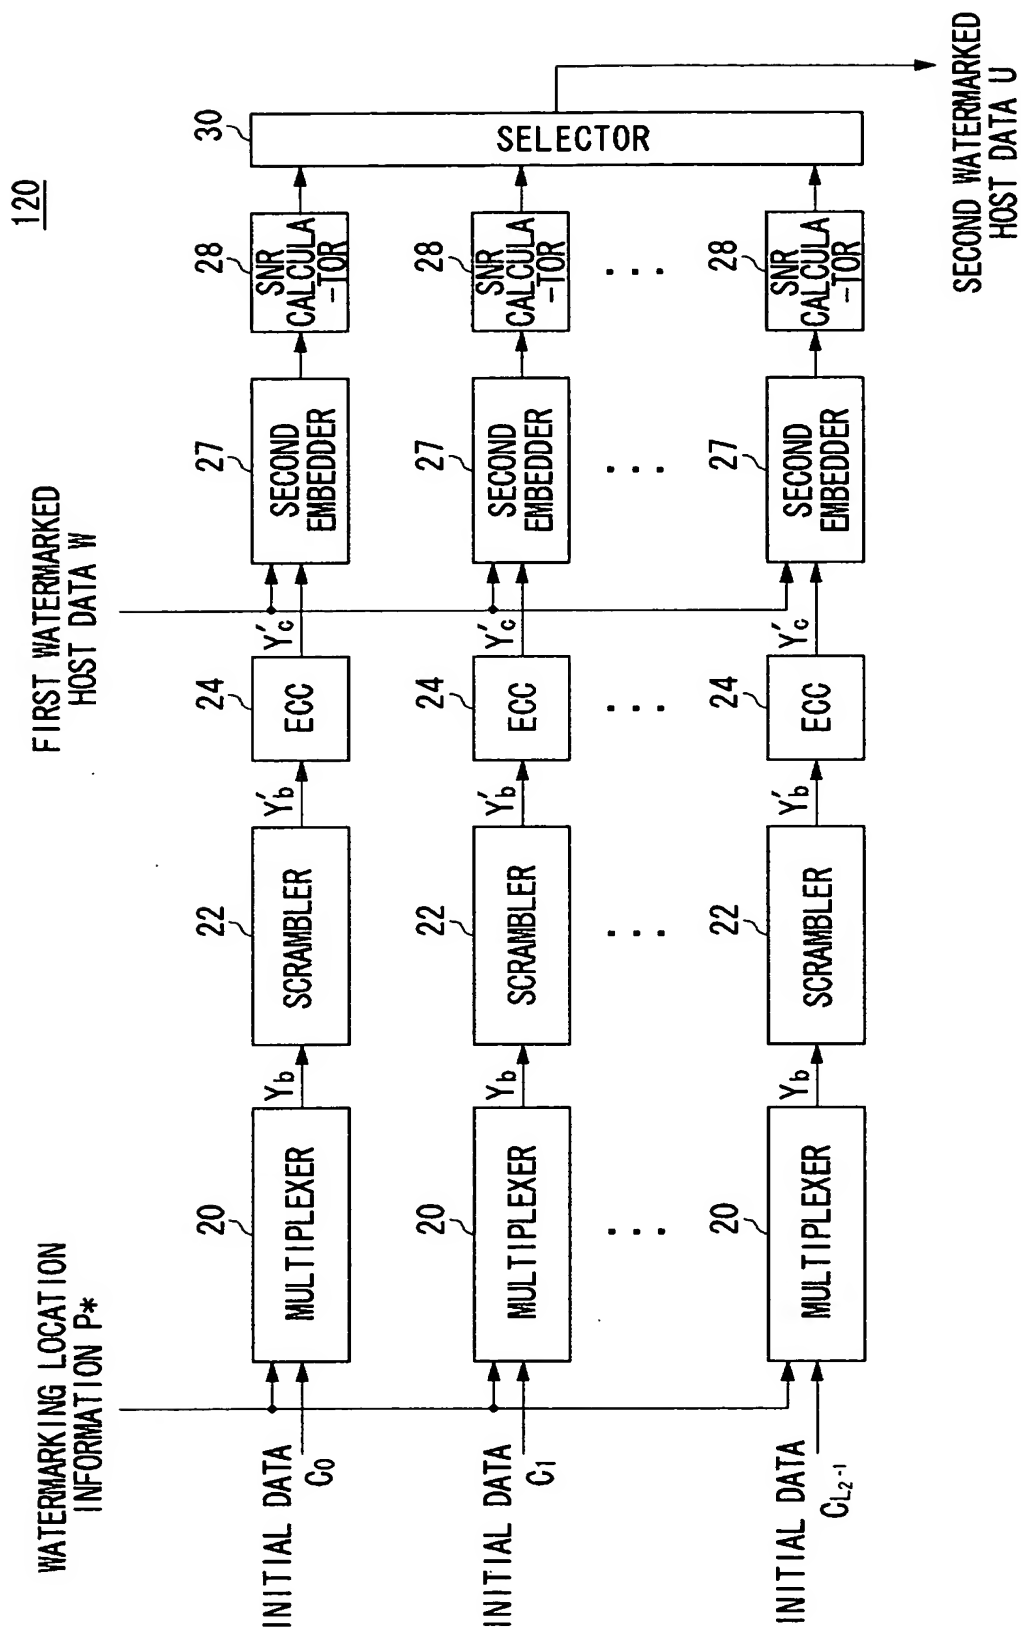 120
WATERMARKING LOCATION
INFORMATION P*
FIRST WATERMARKED
HOST DATA W
INITIAL DATA
C0
20
MULTIPLEXER
Yb
22
SCRAMBLER
Y'b
24
ECC
Y'c
27
SECOND
EMBEDDER
28
SNR
CALCULA
-TOR
30
SELECTOR
INITIAL DATA
C1
20
MULTIPLEXER
Yb
22
SCRAMBLER
Y'b
24
ECC
Y'c
27
SECOND
EMBEDDER
28
SNR
CALCULA
-TOR
...
...
...
...
...
INITIAL DATA
CL2-1
20
MULTIPLEXER
Yb
22
SCRAMBLER
Y'b
24
ECC
Y'c
27
SECOND
EMBEDDER
28
SNR
CALCULA
-TOR
SECOND WATERMARKED
HOST DATA U